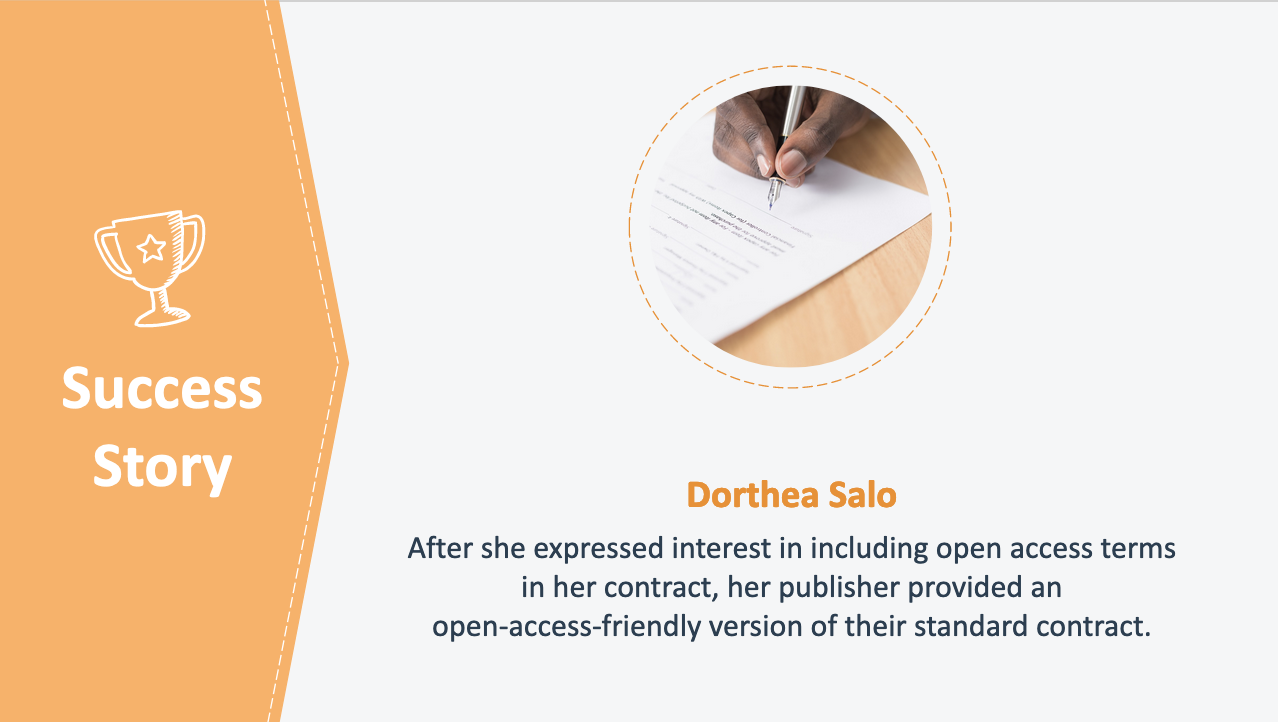 Success
Story
Dorthea Salo
After she expressed interest in including open access terms
in her contract, her publisher provided an
open-access-friendly version of their standard contract.